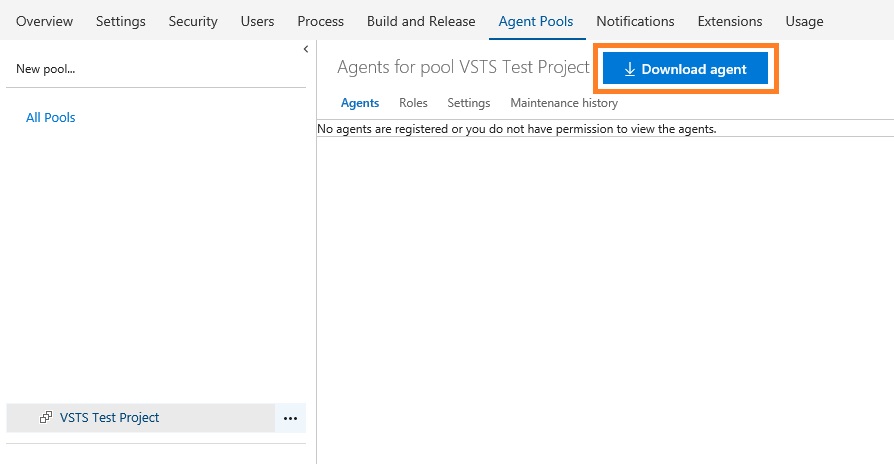 Overview Settings Security Users Process Build and Release Agent Pools Notifications Extensions Usage
New pool...
All Pools
VSTS Test Project ...
Agents for pool VSTS Test Project Download agent
Agents Roles Settings Maintenance history
No agents are registered or you do not have permission to view the agents.